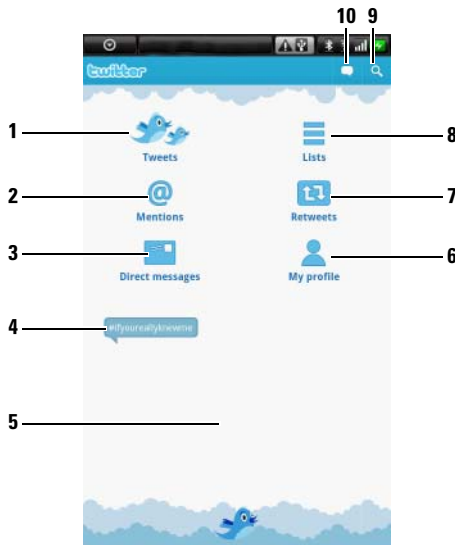 10 9
twitter
1 8
Tweets Lists
2 @ 7
Mentions Retweets
3 6
Direct messages My profile
4 #ifyoureallyknewme
5